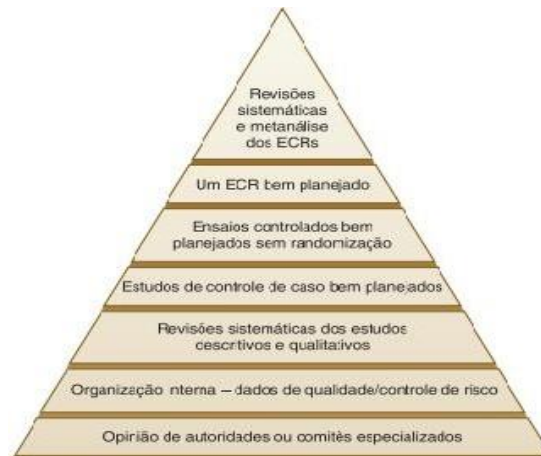 Revisões
sistemáticas
e metanálise
dos ECRs
Um ECR bem planejado
Ensaios controlados bem
planejados sem randomização
Estudos de controle de caso bem planejados
Revisões sistemáticas dos estudos
descritivos e qualitativos
Organização interna – dados de qualidade/controle de risco
Opinião de autoridades ou comitês especializados